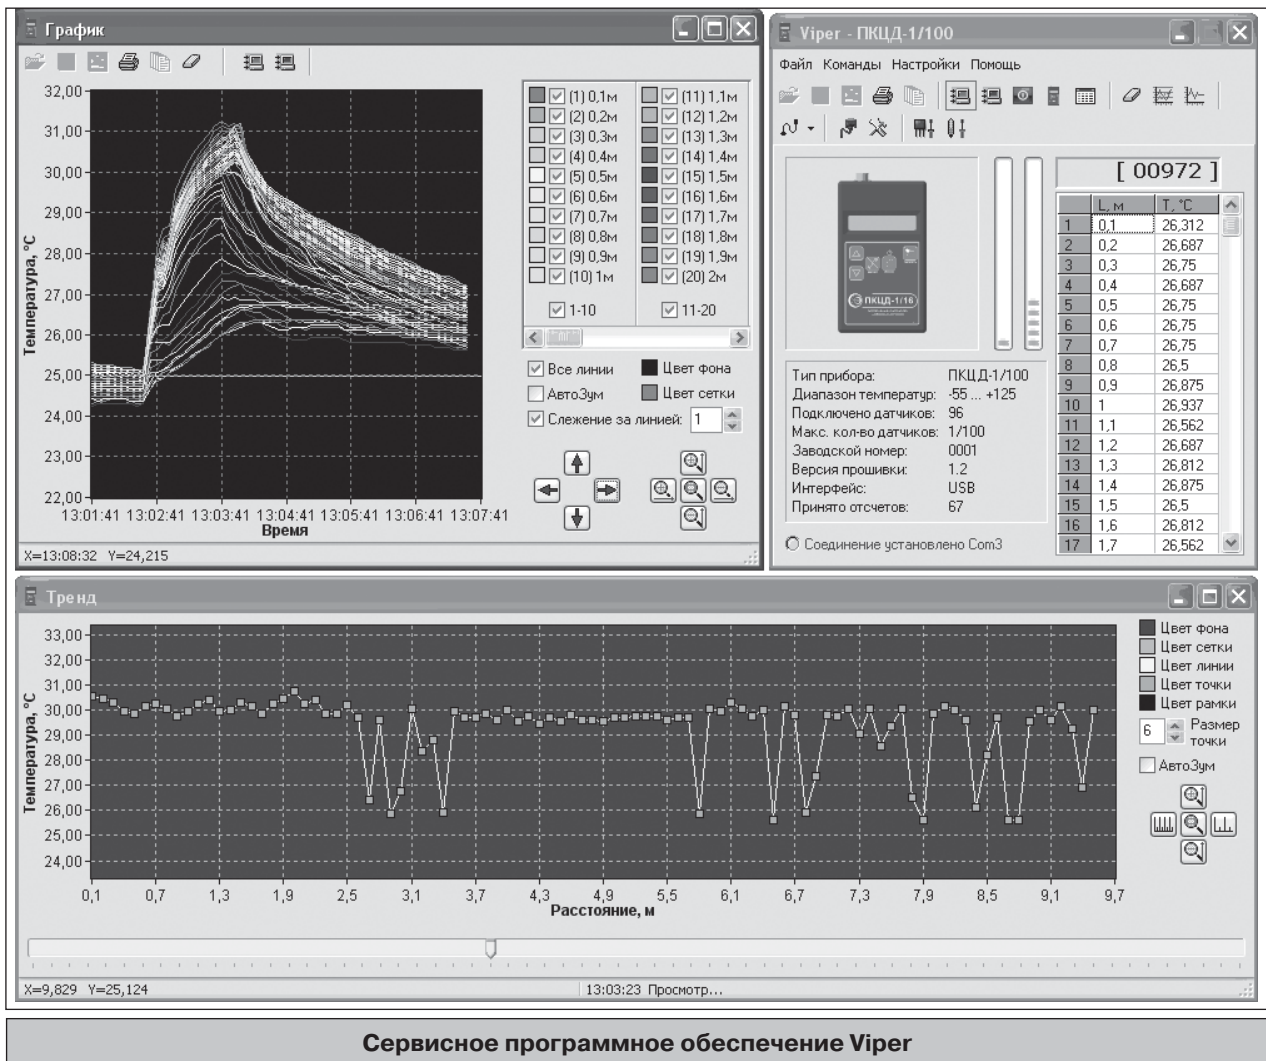 График
32,00
31,00
30,00
29,00
28,00
27,00
26,00
25,00
24,00
23,00
22,00
Температура, °С
13:01:41 13:02:41 13:03:41 13:04:41 13:05:41 13:06:41 13:07:41
Время
(1) 0,1м (11) 1,1м
(2) 0,2м (12) 1,2м
(3) 0,3м (13) 1,3м
(4) 0,4м (14) 1,4м
(5) 0,5м (15) 1,5м
(6) 0,6м (16) 1,6м
(7) 0,7м (17) 1,7м
(8) 0,8м (18) 1,8м
(9) 0,9м (19) 1,9м
(10) 1м (20) 2м
1-10 11-20
Все линии Цвет фона
АвтоЗум Цвет сетки
Слежение за линией: 1
X=13:08:32 Y=24,215
Viper - ПКЦД-1/100
Файл Команды Настройки Помощь
ПКЦД-1/16
[ 00972 ]
L, м T, °C
1 0,1 26,312
2 0,2 26,687
3 0,3 26,75
4 0,4 26,687
5 0,5 26,75
6 0,6 26,75
7 0,7 26,75
8 0,8 26,5
9 0,9 26,875
10 1 26,937
11 1,1 26,562
12 1,2 26,687
13 1,3 26,812
14 1,4 26,875
15 1,5 26,5
16 1,6 26,812
17 1,7 26,562
Тип прибора: ПКЦД-1/100
Диапазон температур: -55 ... +125
Подключено датчиков: 96
Макс. кол-во датчиков: 1/100
Заводской номер: 0001
Версия прошивки: 1.2
Интерфейс: USB
Принято отсчетов: 67
Соединение установлено Com3
Тренд
33,00
32,00
31,00
30,00
29,00
28,00
27,00
26,00
25,00
24,00
Температура, °С
0,1 0,7 1,3 1,9 2,5 3,1 3,7 4,3 4,9 5,5 6,1 6,7 7,3 7,9 8,5 9,1 9,7
Расстояние, м
Цвет фона
Цвет сетки
Цвет линии
Цвет точки
Цвет рамки
6 Размер
точки
АвтоЗум
X=9,829 Y=25,124
13:03:23 Просмотр...
Сервисное программное обеспечение Viper